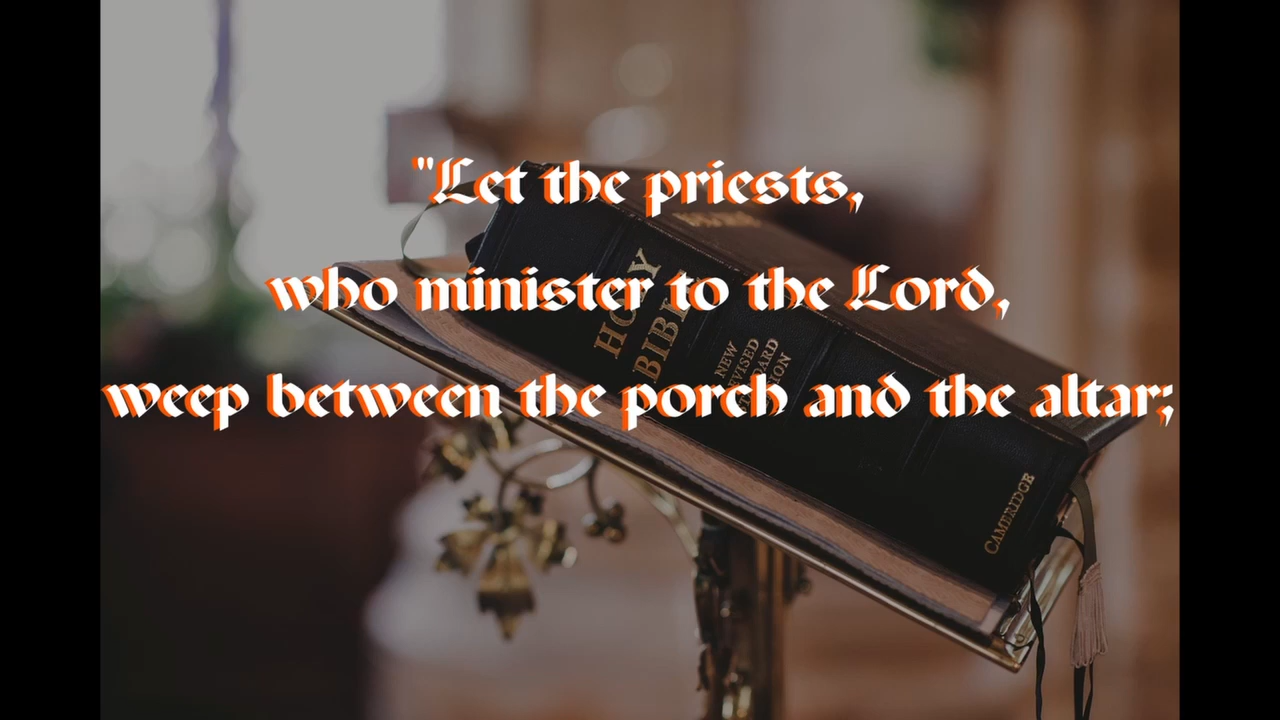 "Let the priests,
who minister to the Lord,
weep between the porch and the altar;
HOLY
BIBLE
NEW
REVISED
STANDARD
VERSION
CAMBRIDGE